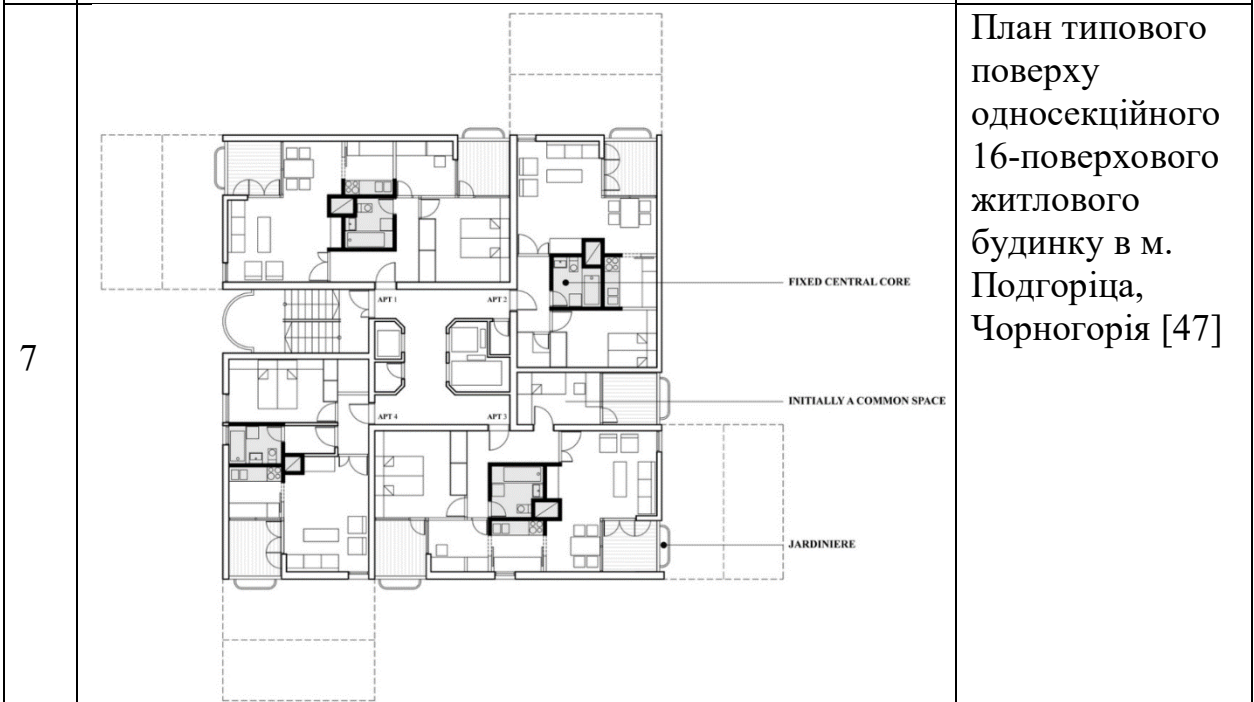 7
APT 1
APT 2
FIXED CENTRAL CORE
INITIALLY A COMMON SPACE
APT 4
APT 3
JARDINIERE
План типового
поверху
односекційного
16-поверхового
житлового
будинку в м.
Подгоріца,
Чорногорія [47]